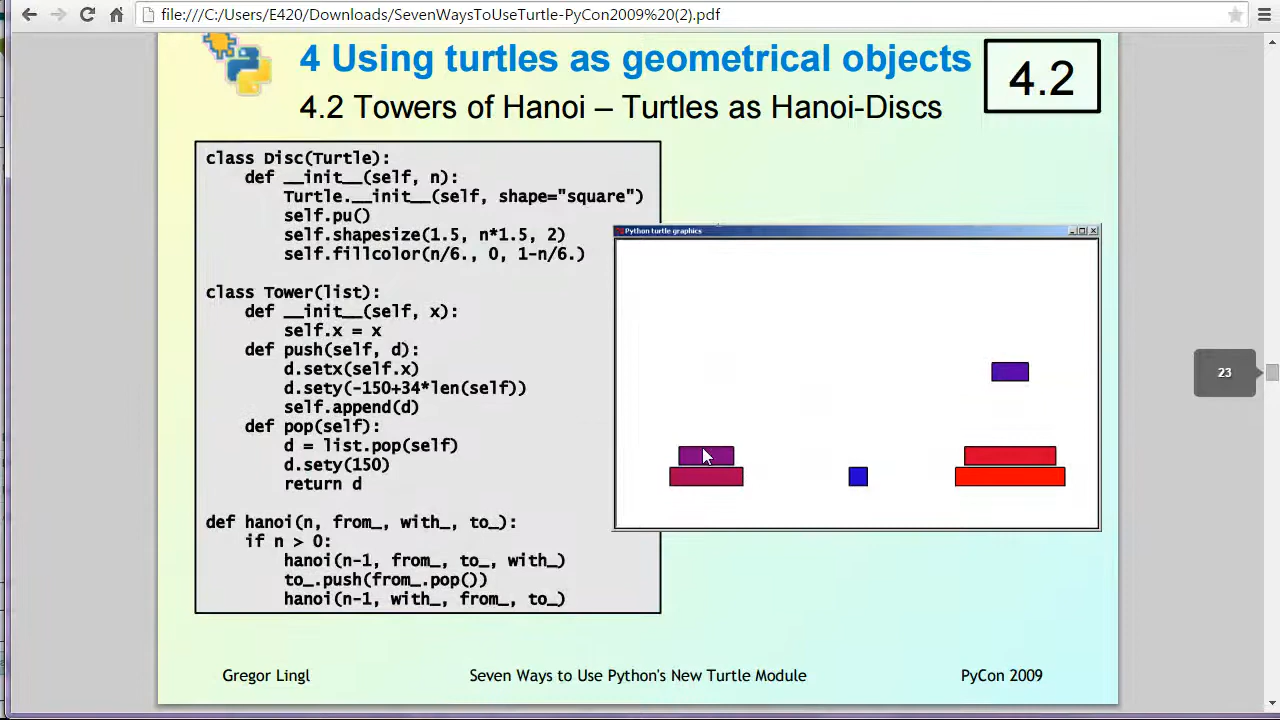 file:///C:/Users/E420/Downloads/SevenWaysToUseTurtle-PyCon2009%20(2).pdf
4 Using turtles as geometrical objects
4.2
4.2 Towers of Hanoi – Turtles as Hanoi-Discs
class Disc(Turtle):
    def __init__(self, n):
        Turtle.__init__(self, shape="square")
        self.pu()
        self.shapesize(1.5, n*1.5, 2)
        self.fillcolor(n/6., 0, 1-n/6.)
class Tower(list):
    def __init__(self, x):
        self.x = x
    def push(self, d):
        d.setx(self.x)
        d.sety(-150+34*len(self))
        self.append(d)
    def pop(self):
        d = list.pop(self)
        d.sety(150)
        return d
def hanoi(n, from_, with_, to_):
    if n > 0:
        hanoi(n-1, from_, to_, with_)
        to_.push(from_.pop())
        hanoi(n-1, with_, from_, to_)
Python turtle graphics
23
Gregor Lingl
Seven Ways to Use Python's New Turtle Module
PyCon 2009